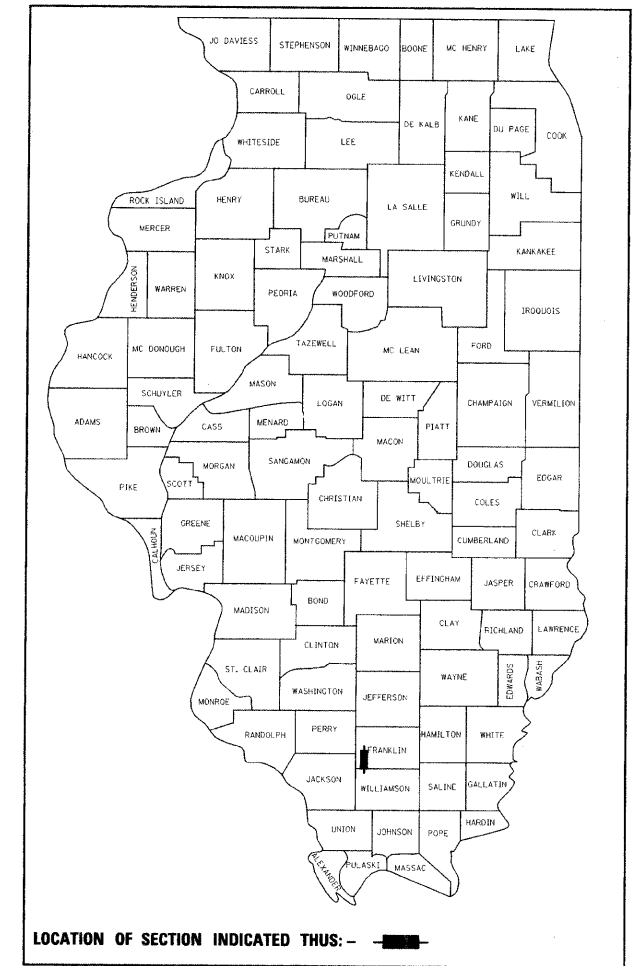 JO DAVIESS
STEPHENSON
WINNEBAGO
BOONE
MC HENRY
LAKE
CARROLL
OGLE
DE KALB
KANE
DU PAGE
COOK
WHITESIDE
LEE
KENDALL
WILL
ROCK ISLAND
HENRY
BUREAU
LA SALLE
GRUNDY
MERCER
PUTNAM
STARK
MARSHALL
KANKAKEE
HENDERSON
WARREN
KNOX
PEORIA
WOODFORD
LIVINGSTON
IROQUOIS
HANCOCK
MC DONOUGH
FULTON
TAZEWELL
MC LEAN
FORD
MASON
SCHUYLER
LOGAN
DE WITT
CHAMPAIGN
VERMILION
ADAMS
BROWN
CASS
MENARD
PIATT
MACON
MORGAN
SANGAMON
DOUGLAS
EDGAR
PIKE
SCOTT
CHRISTIAN
MOULTRIE
COLES
GREENE
MACOUPIN
MONTGOMERY
SHELBY
CUMBERLAND
CLARK
CALHOUN
JERSEY
FAYETTE
EFFINGHAM
JASPER
CRAWFORD
MADISON
BOND
CLAY
RICHLAND
LAWRENCE
CLINTON
MARION
ST. CLAIR
WAYNE
EDWARDS
WABASH
MONROE
WASHINGTON
JEFFERSON
RANDOLPH
PERRY
HAMILTON
WHITE
FRANKLIN
JACKSON
WILLIAMSON
SALINE
GALLATIN
UNION
JOHNSON
POPE
HARDIN
ALEXANDER
PULASKI
MASSAC
LOCATION OF SECTION INDICATED THUS: -